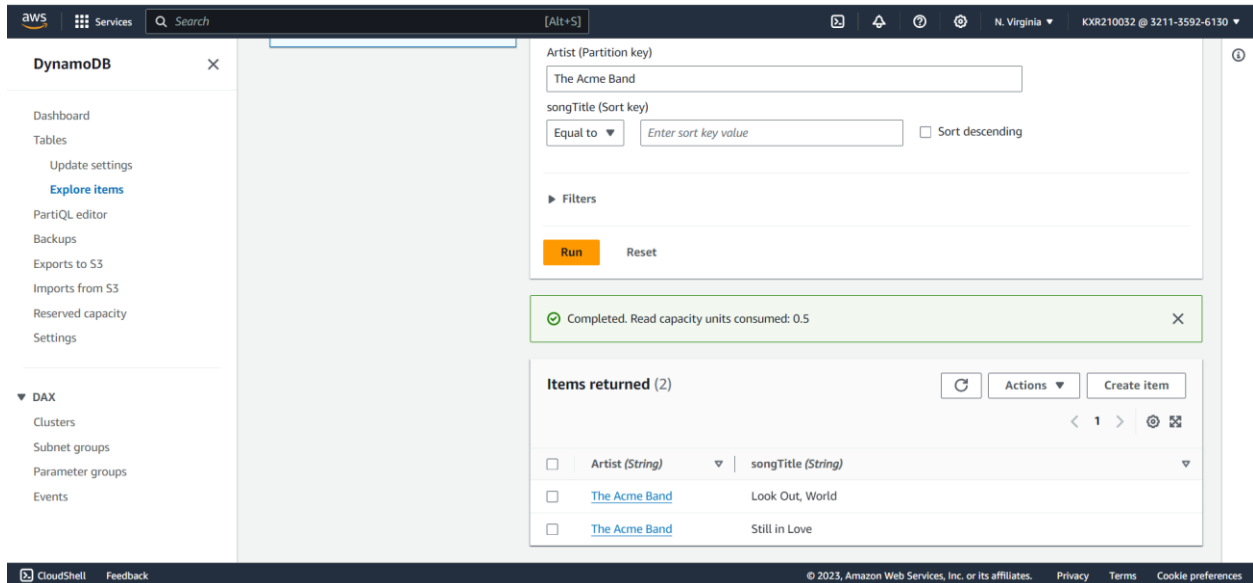 aws Services Search [Alt+S] N. Virginia ▼ KXR210032 @ 3211-3592-6130 ▼
DynamoDB
Dashboard
Tables
Update settings
Explore items
PartiQL editor
Backups
Exports to S3
Imports from S3
Reserved capacity
Settings
▼ DAX
Clusters
Subnet groups
Parameter groups
Events
Artist (Partition key)
The Acme Band
songTitle (Sort key)
Equal to ▼ Enter sort key value Sort descending
▶ Filters
Run Reset
Completed. Read capacity units consumed: 0.5
Items returned (2) Actions ▼ Create item
< 1 >
Artist (String) songTitle (String)
The Acme Band Look Out, World
The Acme Band Still in Love
CloudShell Feedback © 2023, Amazon Web Services, Inc. or its affiliates. Privacy Terms Cookie preferences